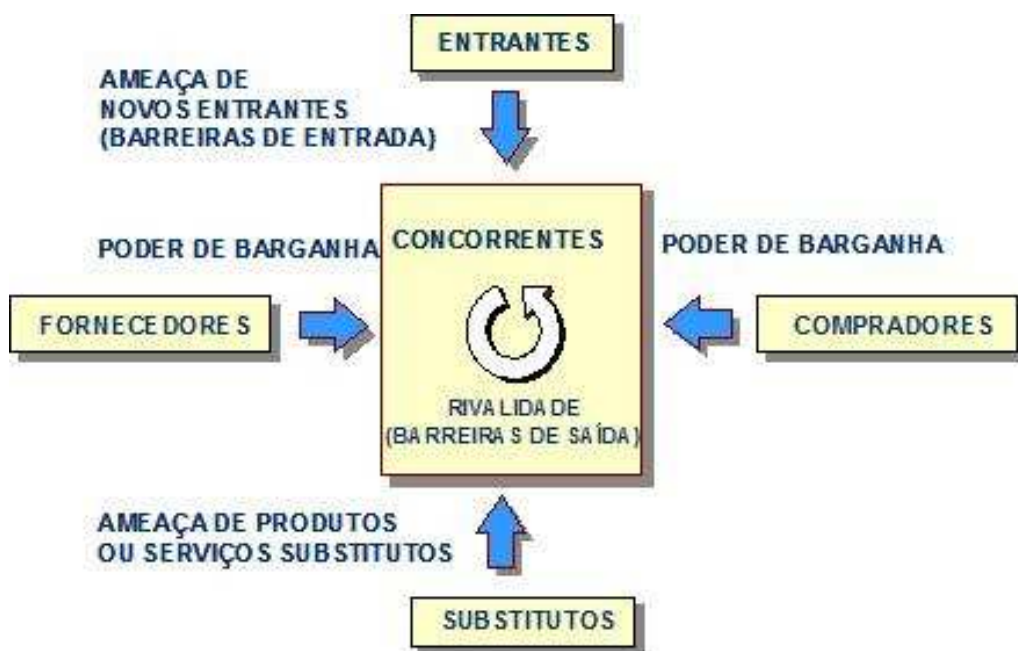 ENTRANTES
AMEAÇA DE
NOVOS ENTRANTES
(BARREIRAS DE ENTRADA)
PODER DE BARGANHA
CONCORRENTES
PODER DE BARGANHA
FORNECEDORES
COMPRADORES
RIVALIDADE
(BARREIRAS DE SAÍDA)
AMEAÇA DE PRODUTOS
OU SERVIÇOS SUBSTITUTOS
SUBSTITUTOS